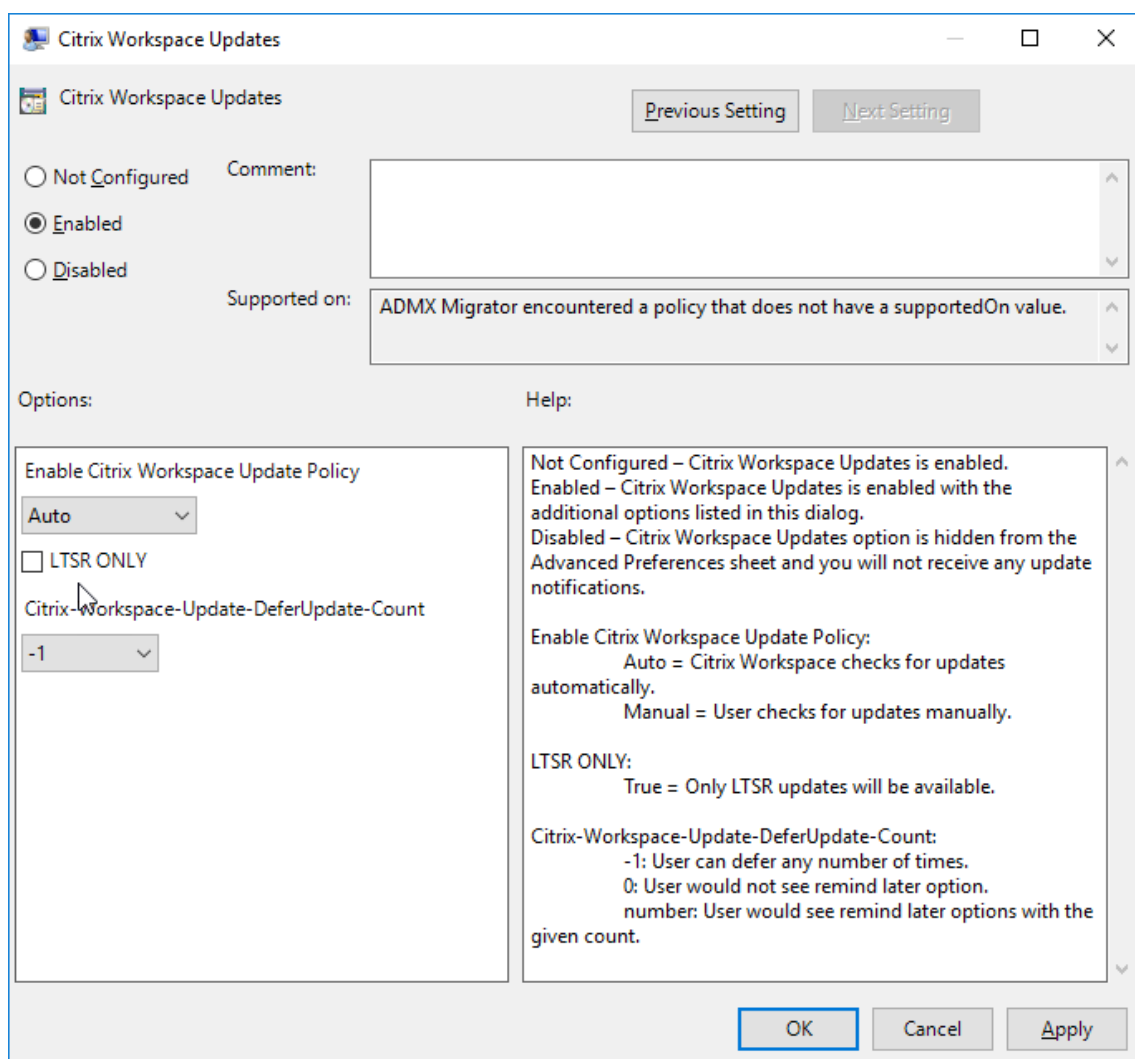 Citrix Workspace Updates
Citrix Workspace Updates
Previous Setting
Next Setting
Not Configured
Comment:
Enabled
Disabled
Supported on:
ADMX Migrator encountered a policy that does not have a supportedOn value.
Options:
Help:
Enable Citrix Workspace Update Policy
Auto
LTSR ONLY
Citrix-Workspace-Update-DeferUpdate-Count
-1
Not Configured – Citrix Workspace Updates is enabled.
Enabled – Citrix Workspace Updates is enabled with the
additional options listed in this dialog.
Disabled – Citrix Workspace Updates option is hidden from the
Advanced Preferences sheet and you will not receive any update
notifications.
Enable Citrix Workspace Update Policy:
Auto = Citrix Workspace checks for updates
automatically.
Manual = User checks for updates manually.
LTSR ONLY:
True = Only LTSR updates will be available.
Citrix-Workspace-Update-DeferUpdate-Count:
-1: User can defer any number of times.
0: User would not see remind later option.
number: User would see remind later options with the
given count.
OK
Cancel
Apply